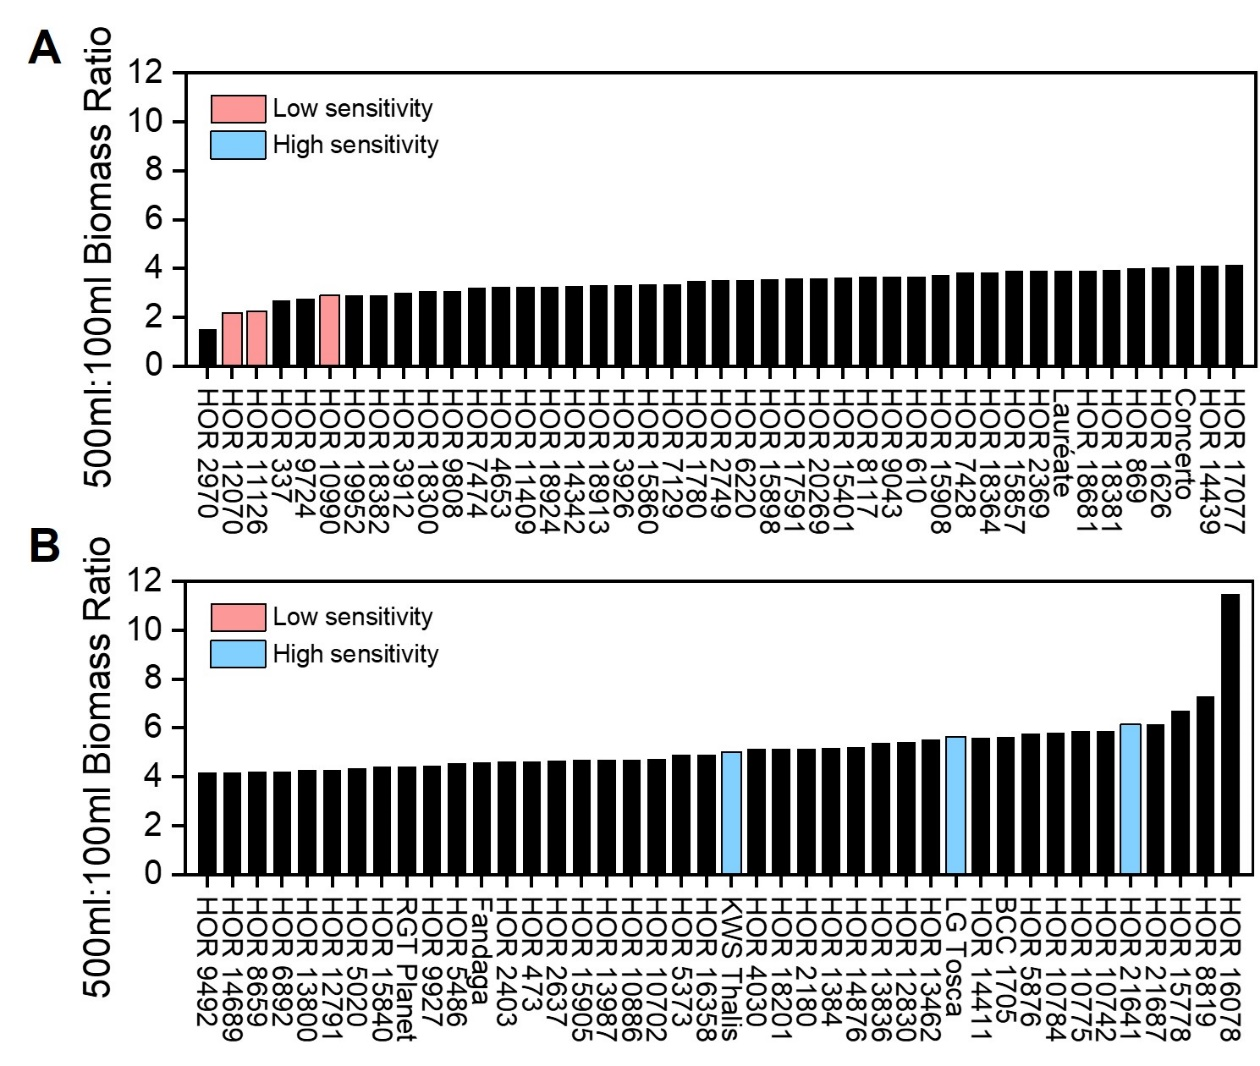 A
500ml:100ml Biomass Ratio
12
10
8
6
4
2
0
Low sensitivity
High sensitivity
HOR 2970
HOR 12070
HOR 11126
HOR 337
HOR 9724
HOR 10990
HOR 19952
HOR 18382
HOR 3912
HOR 18300
HOR 9808
HOR 7474
HOR 4653
HOR 11409
HOR 18924
HOR 14342
HOR 18913
HOR 3926
HOR 15860
HOR 7129
HOR 1780
HOR 2749
HOR 6220
HOR 15898
HOR 17591
HOR 20269
HOR 15401
HOR 8117
HOR 9043
HOR 610
HOR 15908
HOR 7428
HOR 18364
HOR 15857
HOR 2369
Lauréate
HOR 18681
HOR 18381
HOR 869
HOR 1626
Concerto
HOR 14439
HOR 17077
B
500ml:100ml Biomass Ratio
12
10
8
6
4
2
0
Low sensitivity
High sensitivity
HOR 9492
HOR 14689
HOR 8659
HOR 6892
HOR 13800
HOR 12791
HOR 5020
HOR 15840
RGT Planet
HOR 9927
HOR 5486
Fandaga
HOR 2403
HOR 473
HOR 2637
HOR 15905
HOR 13987
HOR 10886
HOR 10702
HOR 5373
HOR 16358
KWS Thalis
HOR 4030
HOR 18201
HOR 2180
HOR 1384
HOR 14876
HOR 13836
HOR 12830
HOR 13462
LG Tosca
HOR 14411
BCC 1705
HOR 5876
HOR 10784
HOR 10775
HOR 10742
HOR 21641
HOR 21687
HOR 15778
HOR 8819
HOR 16078